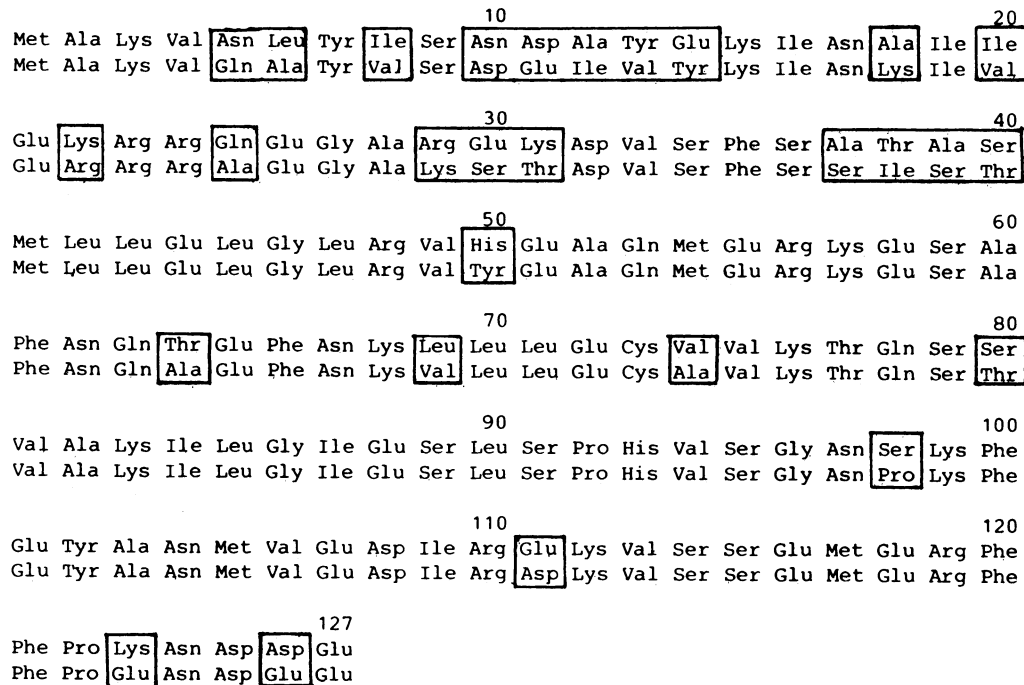 10 20
Met Ala Lys Val Asn Leu Tyr Ile Ser Asn Asp Ala Tyr Glu Lys Ile Asn Ala Ile Ile
Met Ala Lys Val Gln Ala Tyr Val Ser Asp Glu Ile Val Tyr Lys Ile Asn Lys Ile Val
30 40
Glu Lys Arg Arg Gln Glu Gly Ala Arg Glu Lys Asp Val Ser Phe Ser Ala Thr Ala Ser
Glu Arg Arg Arg Ala Glu Gly Ala Lys Ser Thr Asp Val Ser Phe Ser Ser Ile Ser Thr
50 60
Met Leu Leu Glu Leu Gly Leu Arg Val His Glu Ala Gln Met Glu Arg Lys Glu Ser Ala
Met Leu Leu Glu Leu Gly Leu Arg Val Tyr Glu Ala Gln Met Glu Arg Lys Glu Ser Ala
70 80
Phe Asn Gln Thr Glu Phe Asn Lys Leu Leu Leu Glu Cys Val Val Lys Thr Gln Ser Ser
Phe Asn Gln Ala Glu Phe Asn Lys Val Leu Leu Glu Cys Ala Val Lys Thr Gln Ser Thr
90 100
Val Ala Lys Ile Leu Gly Ile Glu Ser Leu Ser Pro His Val Ser Gly Asn Ser Lys Phe
Val Ala Lys Ile Leu Gly Ile Glu Ser Leu Ser Pro His Val Ser Gly Asn Pro Lys Phe
110 120
Glu Tyr Ala Asn Met Val Glu Asp Ile Arg Glu Lys Val Ser Ser Glu Met Glu Arg Phe
Glu Tyr Ala Asn Met Val Glu Asp Ile Arg Asp Lys Val Ser Ser Glu Met Glu Arg Phe
127
Phe Pro Lys Asn Asp Asp Glu
Phe Pro Glu Asn Asp Glu Glu